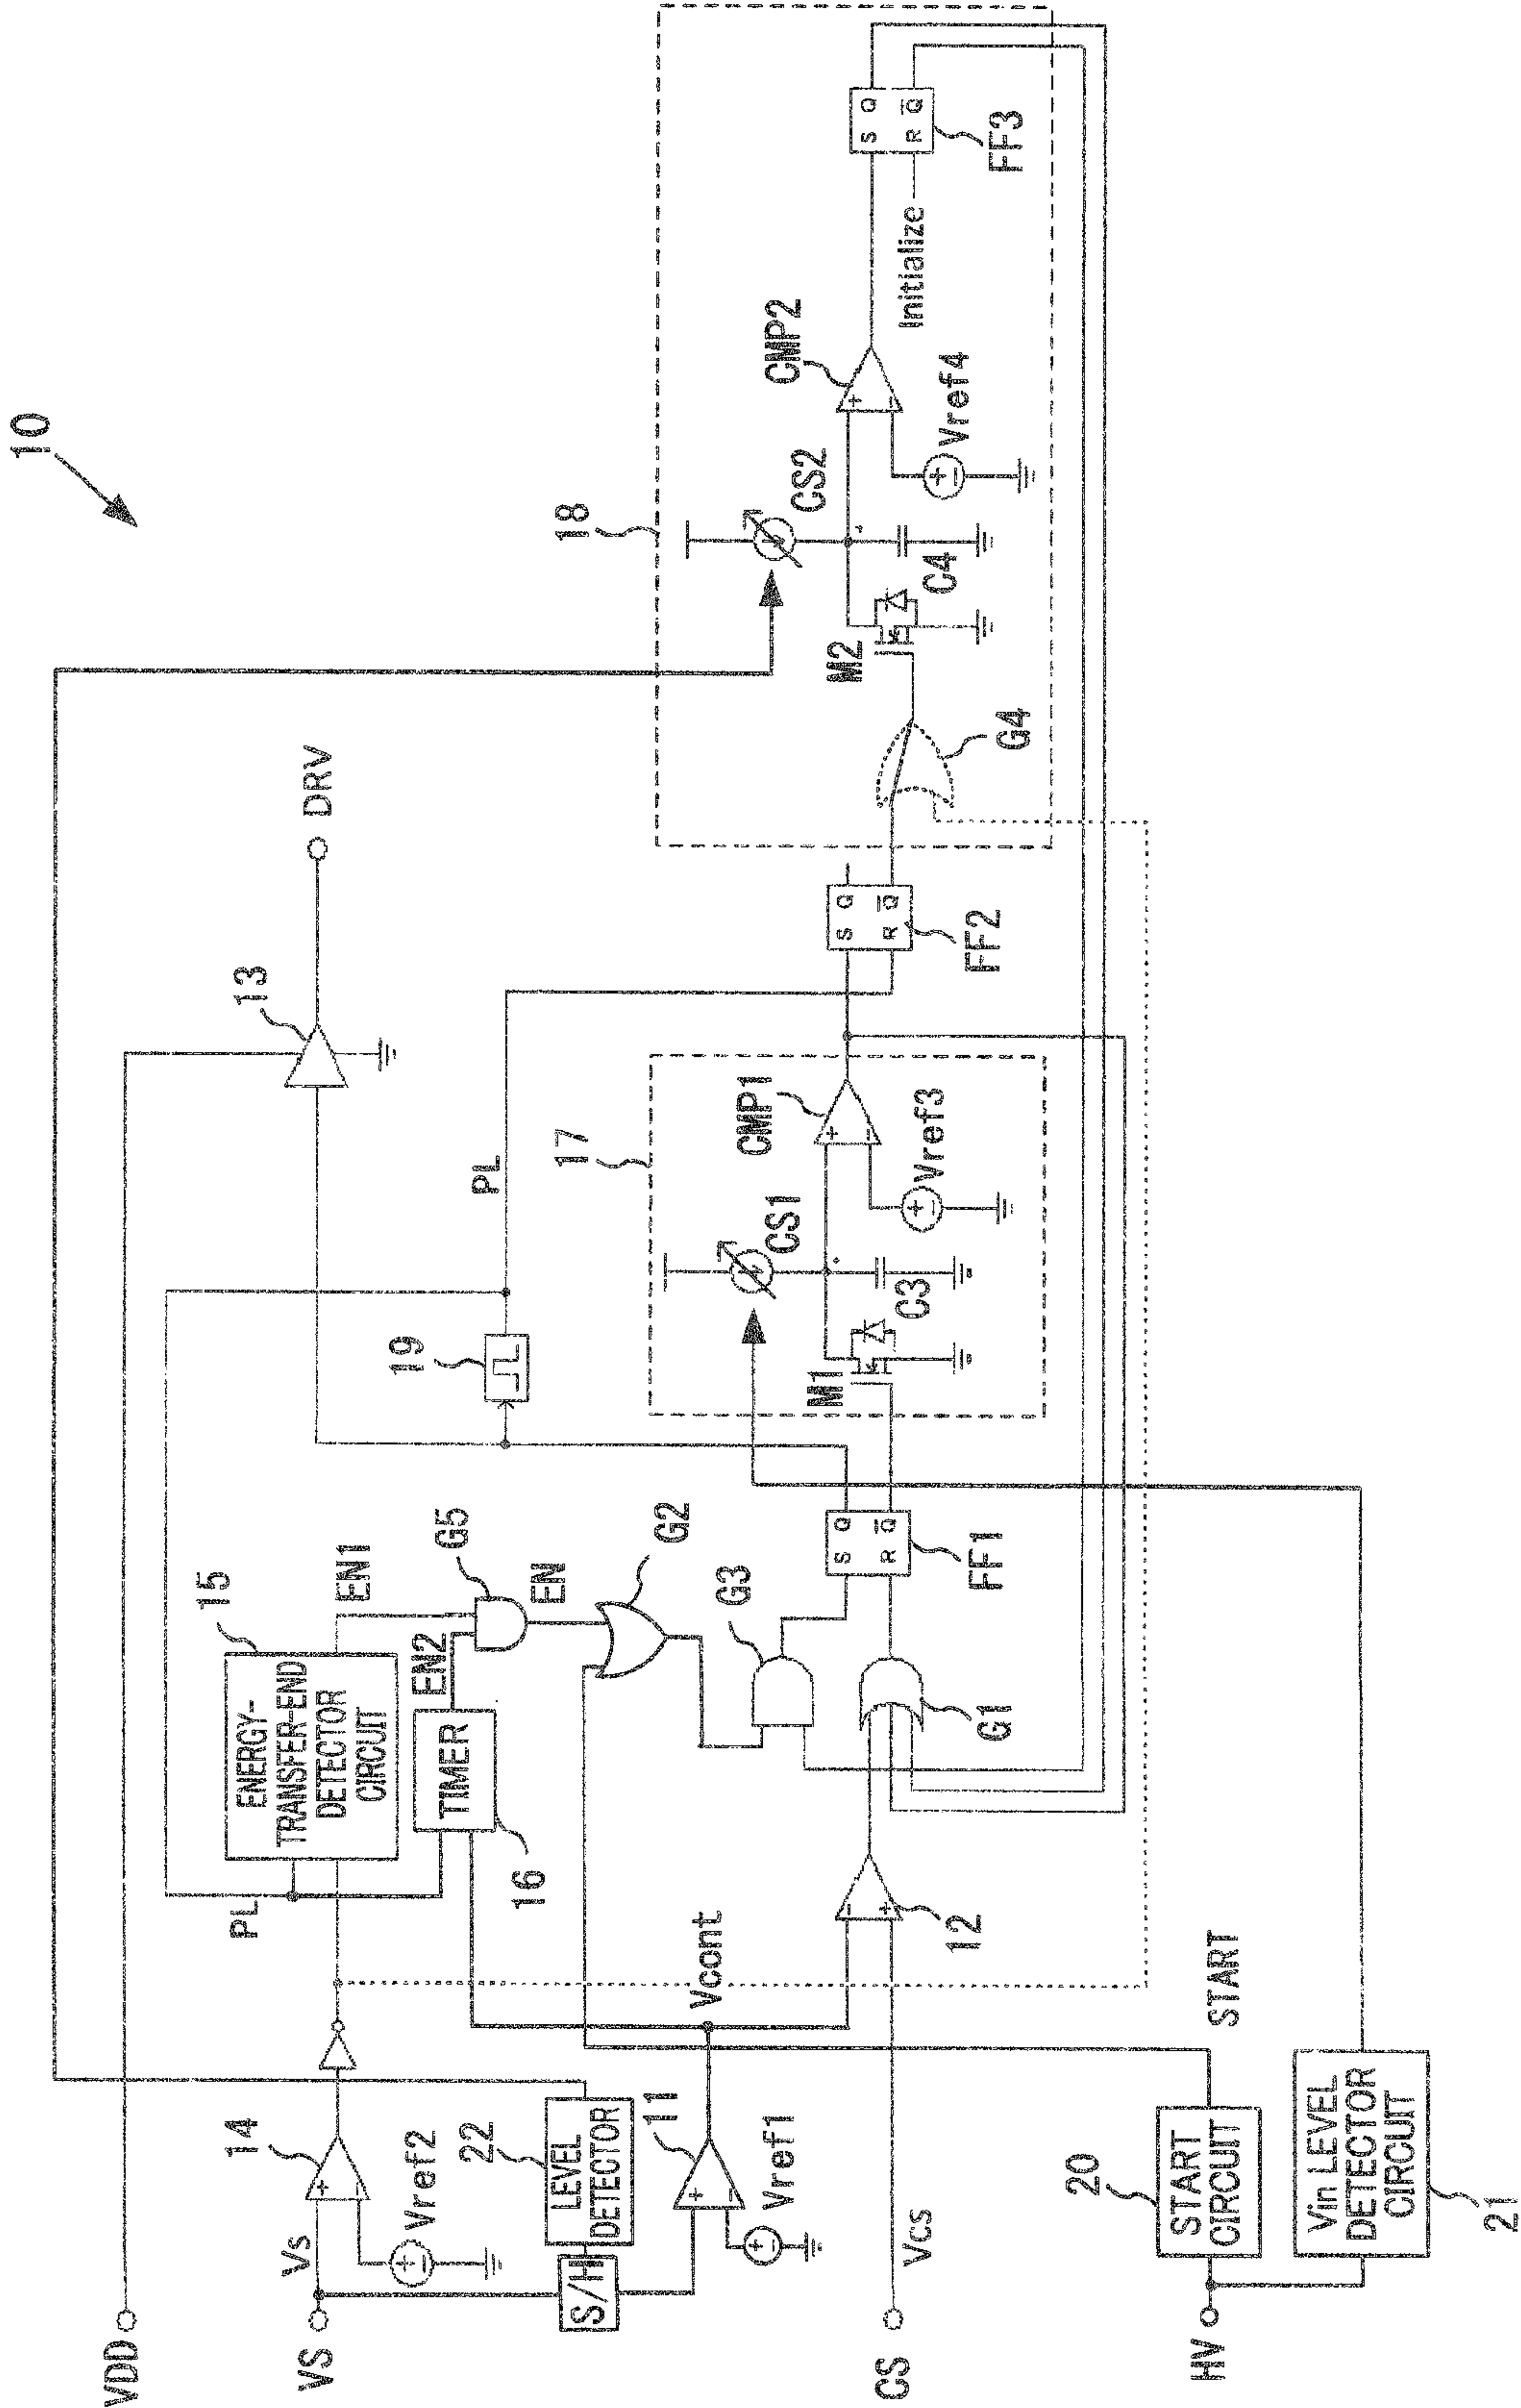 10
VDD
VS
Vs
14
Vref2
22
LEVEL
DETECTOR
S/H
11
Vref1
Vcont
CS
Vcs
12
HV
20
START
CIRCUIT
START
Vin LEVEL
DETECTOR
CIRCUIT
21
PL
15
ENERGY-
TRANSFER-END
DETECTOR
CIRCUIT
EN1
TIMER
16
EN2
G5
EN
G2
G3
G1
S Q
R Q
FF1
19
PL
13
DRV
17
M1
C3
CS1
CMP1
+
−
Vref3
S Q
R Q
FF2
18
G4
M2
C4
CS2
CMP2
+
−
Vref4
Initialize
S Q
R Q
FF3